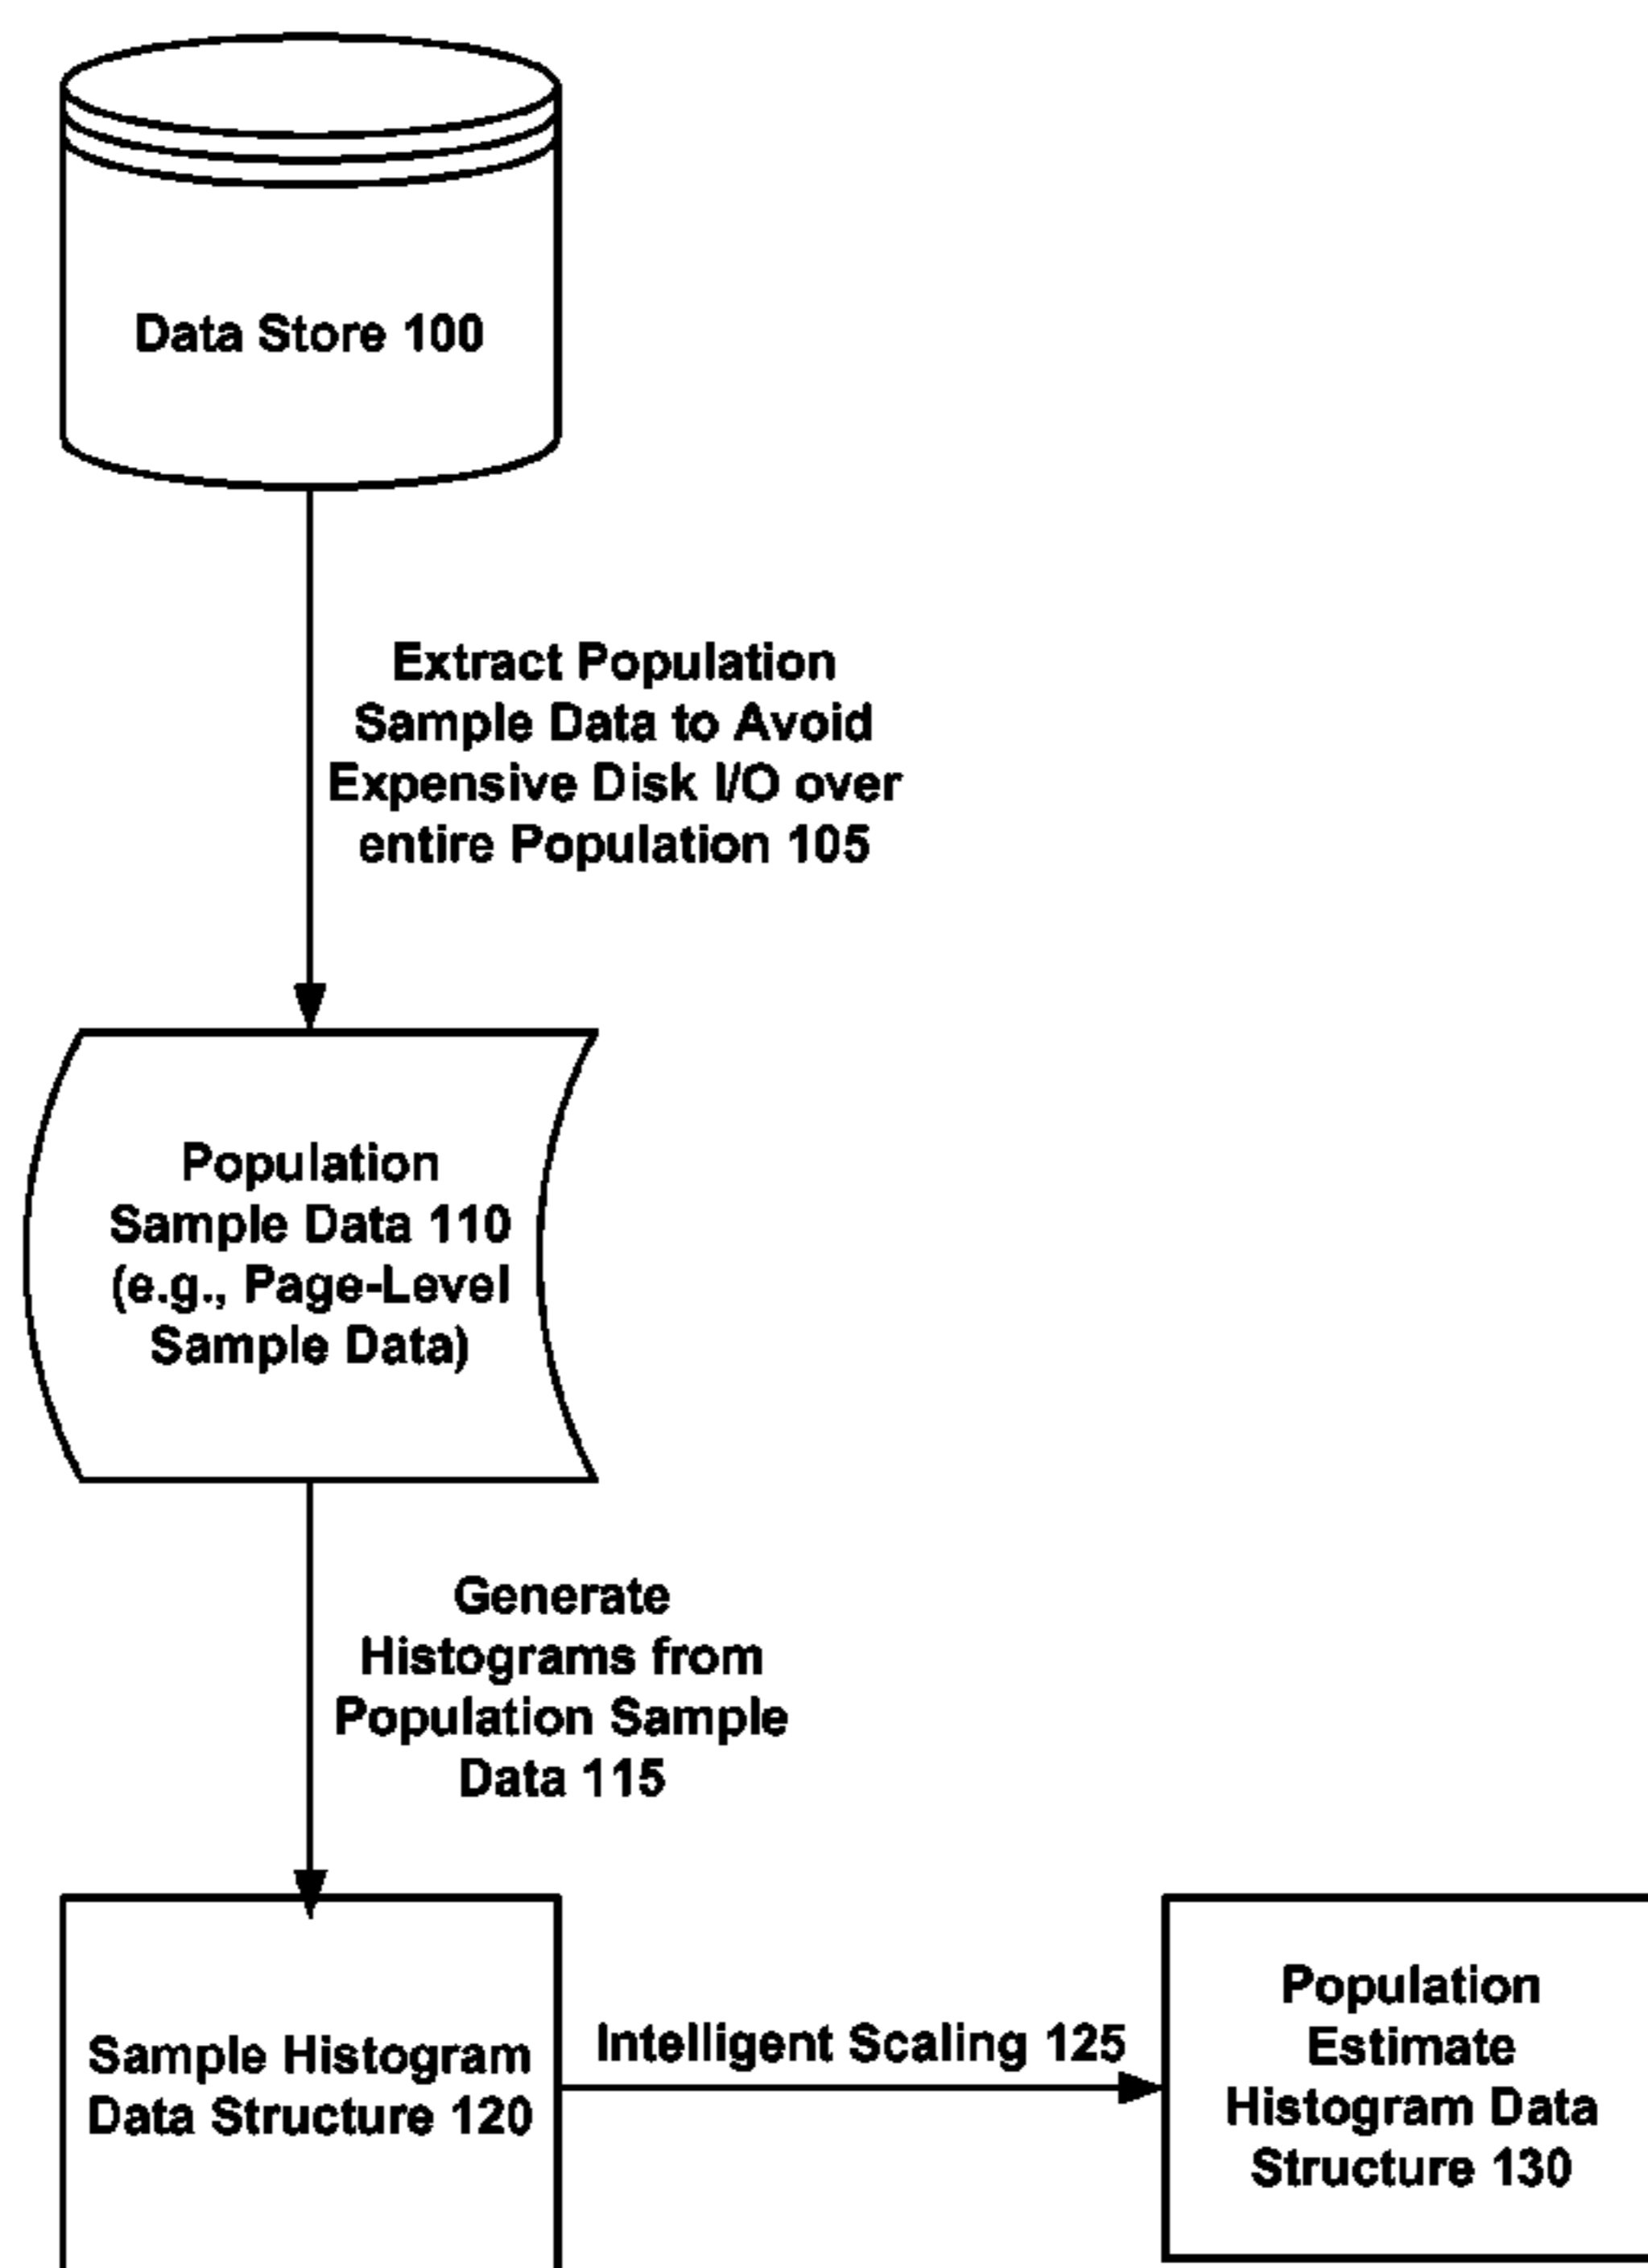 Data Store 100
Extract Population
Sample Data to Avoid
Expensive Disk I/O over
entire Population 105
Population
Sample Data 110
(e.g., Page-Level
Sample Data)
Generate
Histograms from
Population Sample
Data 115
Sample Histogram
Data Structure 120
Intelligent Scaling 125
Population
Estimate
Histogram Data
Structure 130